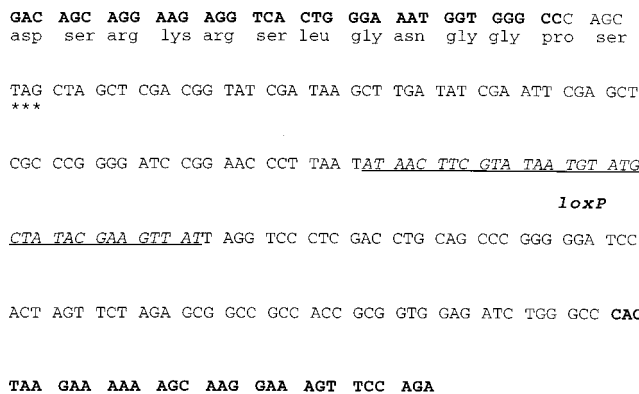 GAC AGC AGG AAG AGG TCA CTG GGA AAT GGT GGG CCC AGC
asp ser arg lys arg ser leu gly asn gly gly pro ser
TAG CTA GCT CGA CGG TAT CGA TAA GCT TGA TAT CGA ATT CGA GCT
***
CGC CCG GGG ATC CGG AAC CCT TAA TAT AAC TTC GTA TAA TGT ATG
loxP
CTA TAC GAA GTT ATT AGG TCC CTC GAC CTG CAG CCC GGG GGA TCC
ACT AGT TCT AGA GCG GCC GCC ACC GCG GTG GAG ATC TGG GCC CAG
TAA GAA AAA AGC AAG GAA AGT TCC AGA